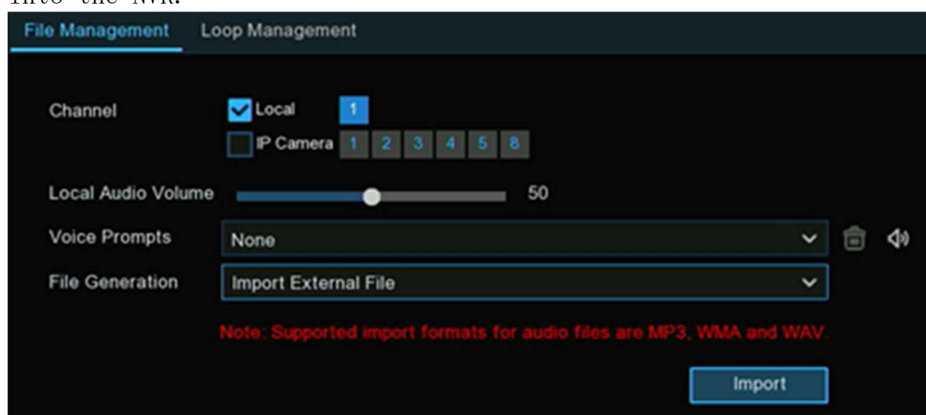 into the NVR.
File Management Loop Management
Channel Local 1
IP Camera 1 2 3 4 5 8
Local Audio Volume 50
Voice Prompts None
File Generation Import External File
Note: Supported import formats for audio files are MP3, WMA and WAV.
Import